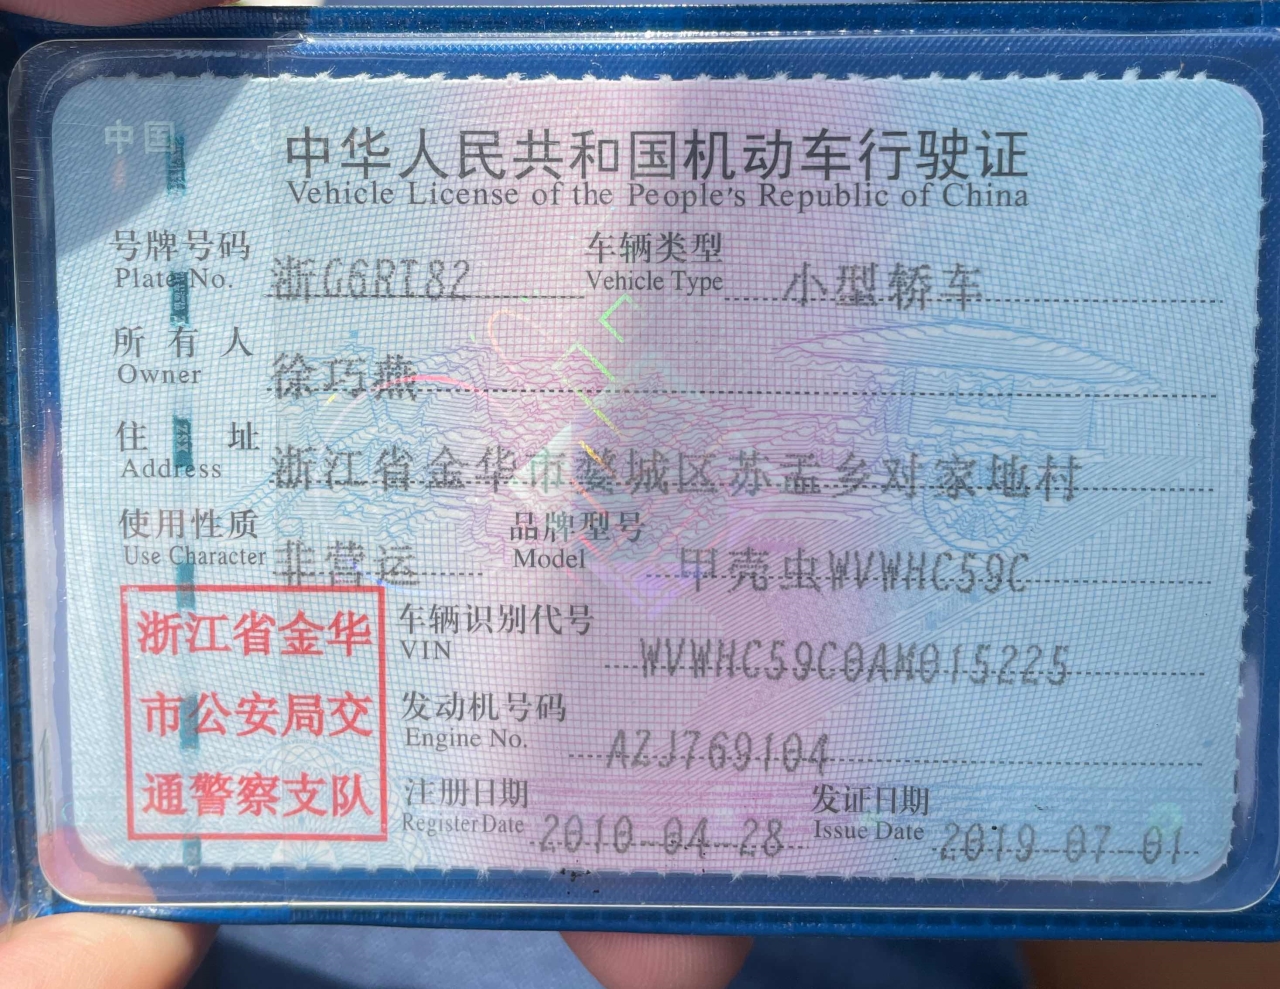 中国
中华人民共和国机动车行驶证
Vehicle License of the People's Republic of China
号牌号码 浙G6RT82 车辆类型 小型轿车
Plate No. Vehicle Type
所有人 徐巧燕
Owner
住址 浙江省金华市婺城区苏孟乡对家地村
Address
使用性质 非营运 品牌型号 甲壳虫WVWHC59C
Use Character Model
浙江省金华
市公安局交
通警察支队
车辆识别代号 WVWHC59C0AM015225
VIN
发动机号码 AZJ769104
Engine No.
注册日期 2010-04-28 发证日期 2019-07-01
Register Date Issue Date